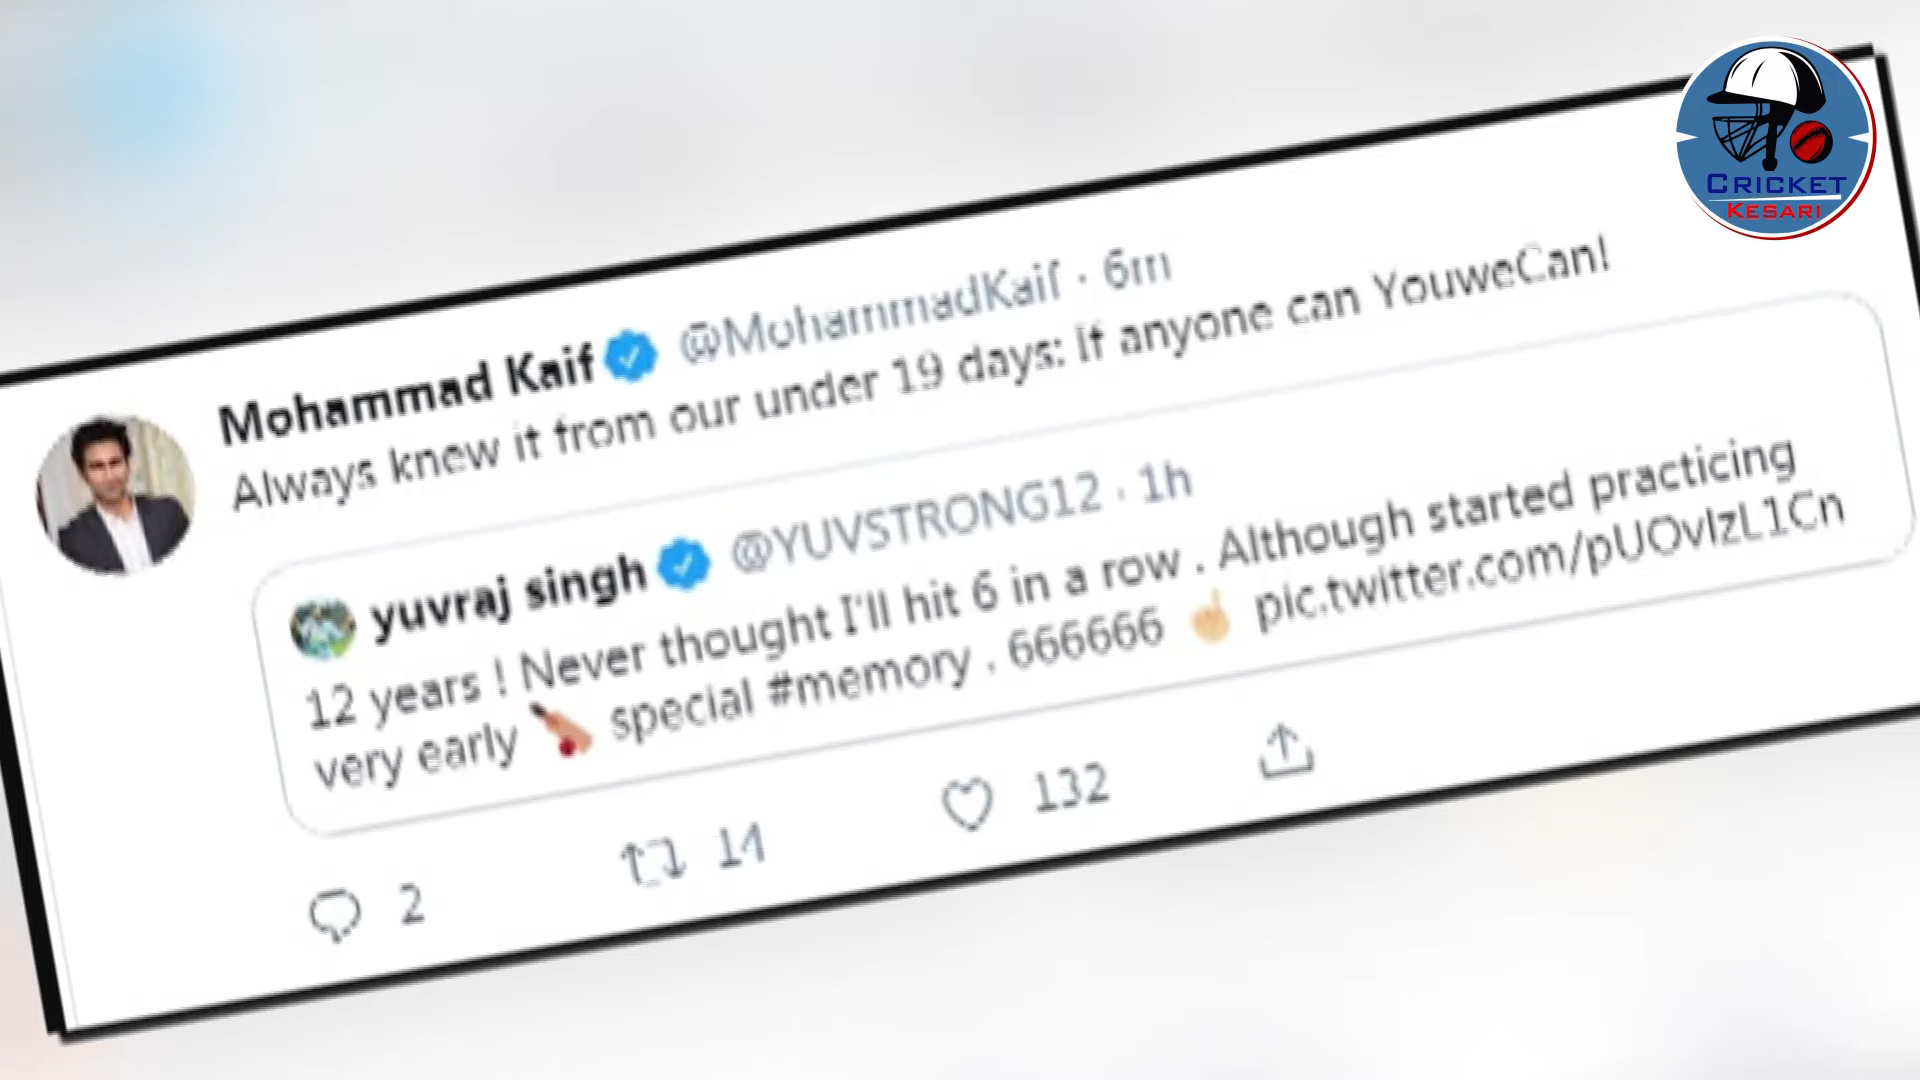 CRICKET
KESARI
Mohammad Kaif @MohammadKaif · 6m
Always knew it from our under 19 days: If anyone can YouweCan!
yuvraj singh @YUVSTRONG12 · 1h
12 years ! Never thought I'll hit 6 in a row . Although started practicing
very early 🏏 special #memory . 666666 ☝🏼 pic.twitter.com/pUOvlzL1Cn
2 14 132